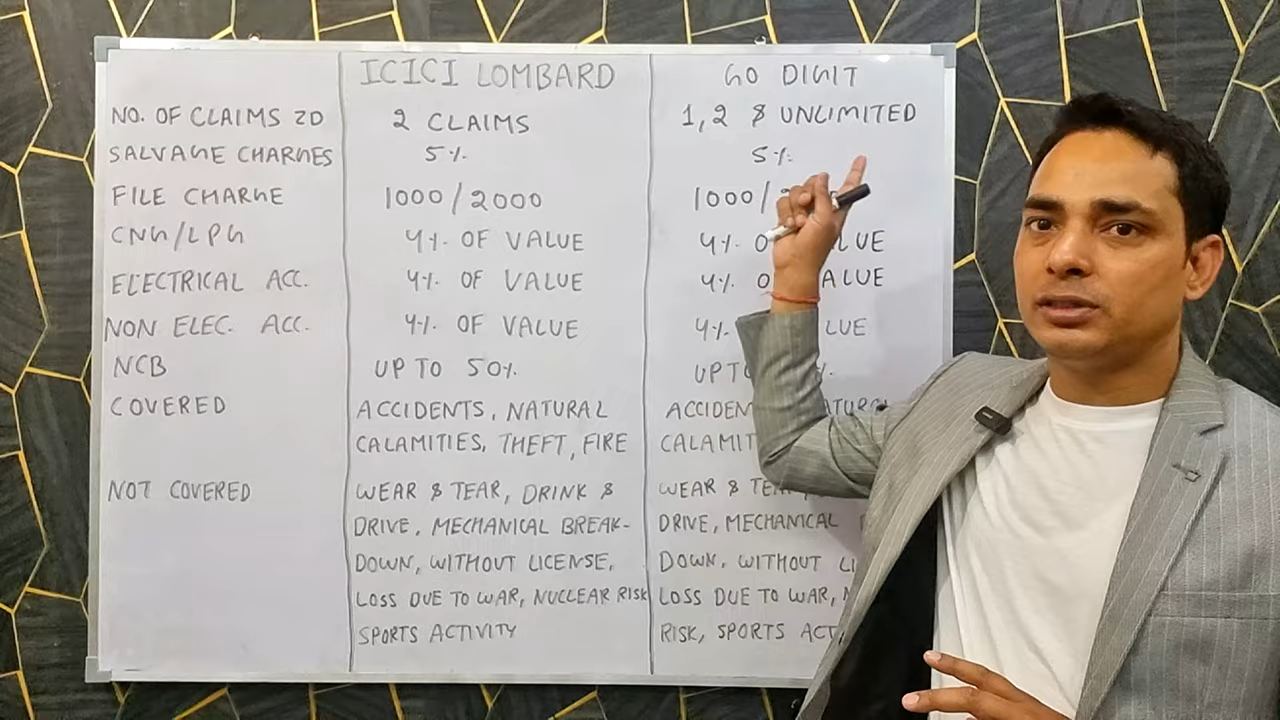 ICICI LOMBARD GO DIGIT
NO. OF CLAIMS ZD 2 CLAIMS 1, 2 & UNLIMITED
SALVAGE CHARGES 5% 5%
FILE CHARGE 1000/2000 1000/
CNG/LPG 4% OF VALUE 4%
ELECTRICAL ACC. 4% OF VALUE 4%
NON ELEC. ACC. 4% OF VALUE 4%
NCB UP TO 50% UP
COVERED ACCIDENTS, NATURAL
CALAMITIES, THEFT, FIRE
NOT COVERED WEAR & TEAR, DRINK & WEAR &
DRIVE, MECHANICAL BREAK- DRIVE, MECHANICAL
DOWN, WITHOUT LICENSE, DOWN, WITHOUT
LOSS DUE TO WAR, NUCLEAR RISK LOSS DUE TO WAR,
SPORTS ACTIVITY RISK, SPORTS